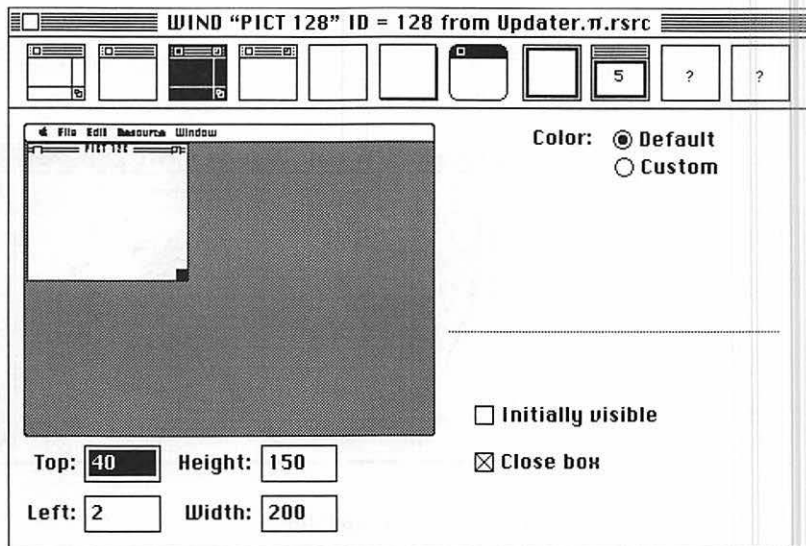 WIND “PICT 128” ID = 128 from Updater.π.rsrc
5 ? ?
File Edit Resource Window
PICT 128
Color: Default
Custom
Initially visible
Top: 40 Height: 150
Close box
Left: 2 Width: 200